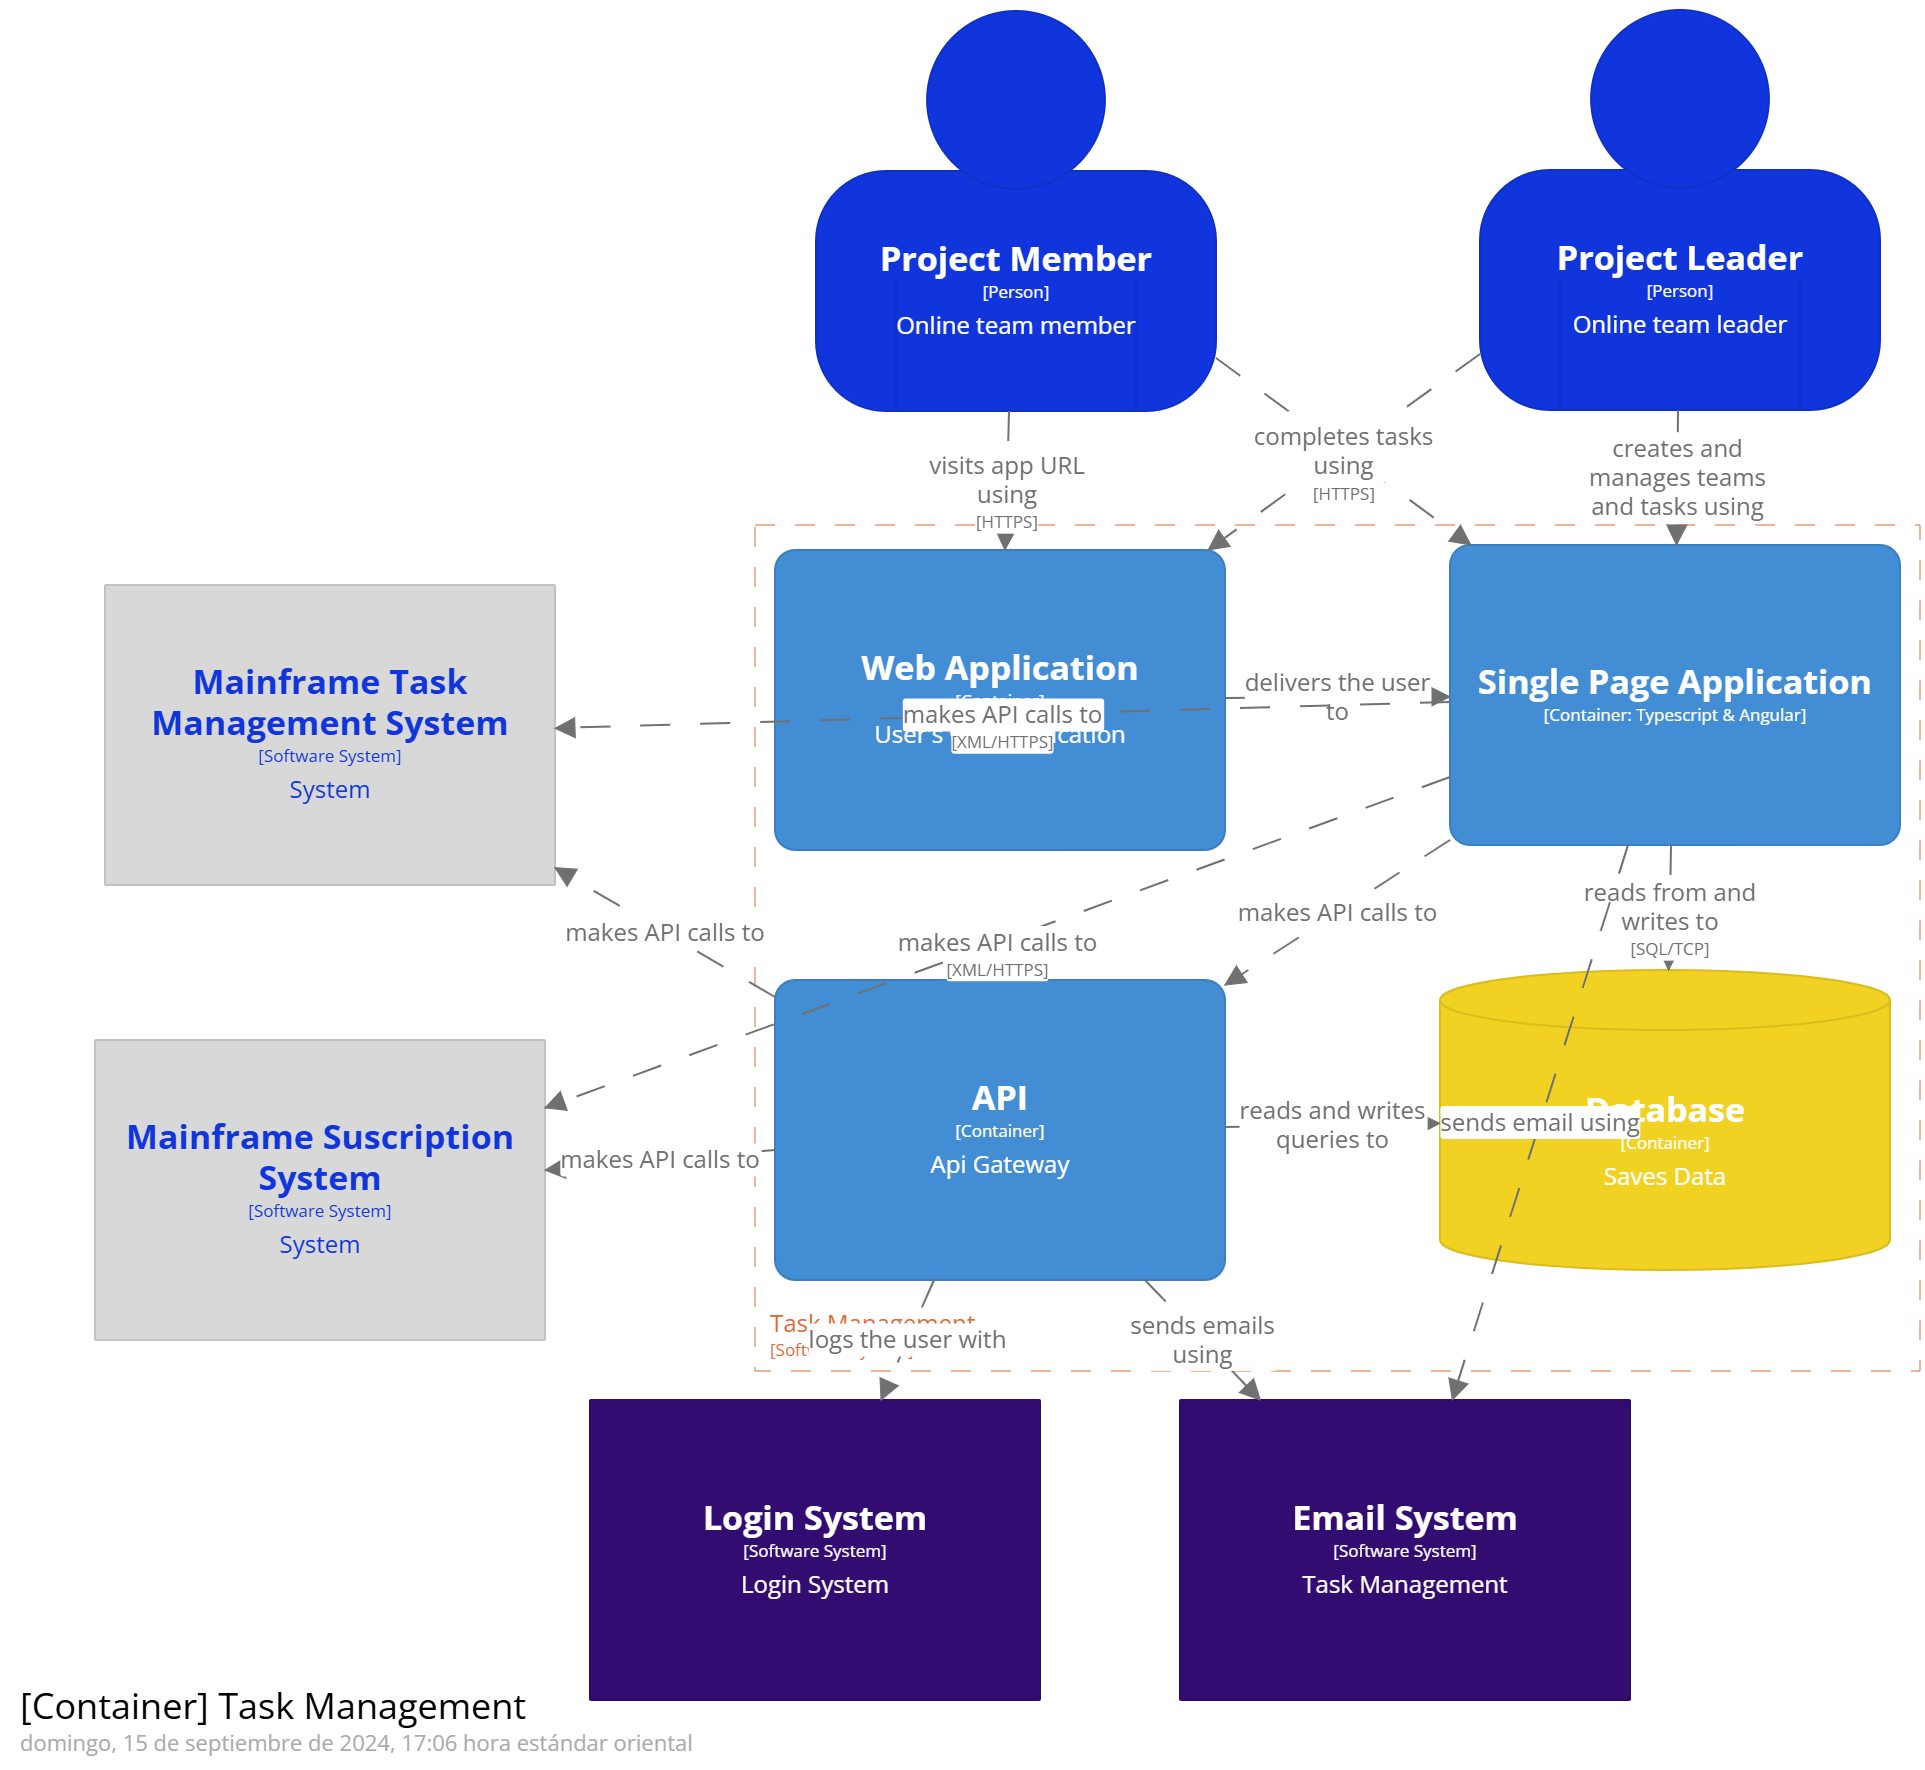 Project Member
[Person]
Online team member
Project Leader
[Person]
Online team leader
visits app URL
using
[HTTPS]
completes tasks
using
[HTTPS]
creates and
manages teams
and tasks using
Mainframe Task
Management System
[Software System]
System
Web Application
makes API calls to
User's
cation
[XML/HTTPS]
delivers the user
to
Single Page Application
[Container: Typescript & Angular]
makes API calls to
makes API calls to
[XML/HTTPS]
makes API calls to
reads from and
writes to
[SQL/TCP]
Mainframe Suscription
System
[Software System]
System
makes API calls to
API
[Container]
Api Gateway
reads and writes
queries to
sends email using
Database
[Container]
Saves Data
Task Management
logs the user with
sends emails
using
Login System
[Software System]
Login System
Email System
[Software System]
Task Management
[Container] Task Management
domingo, 15 de septiembre de 2024, 17:06 hora estándar oriental